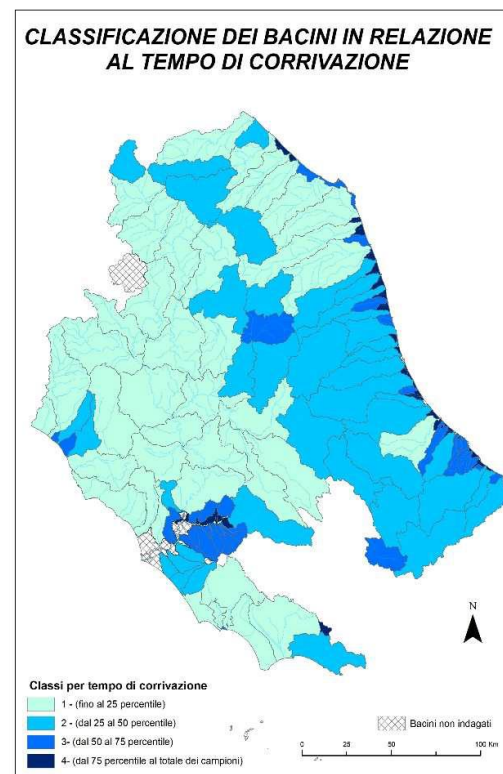 CLASSIFICAZIONE DEI BACINI IN RELAZIONE
AL TEMPO DI CORRIVAZIONE
N
Classi per tempo di corrivazione
1 - (fino al 25 percentile)
2 - (dal 25 al 50 percentile)
3- (dal 50 al 75 percentile)
4- (dal 75 percentile al totale dei campioni)
Bacini non indagati
0 50 100 Km